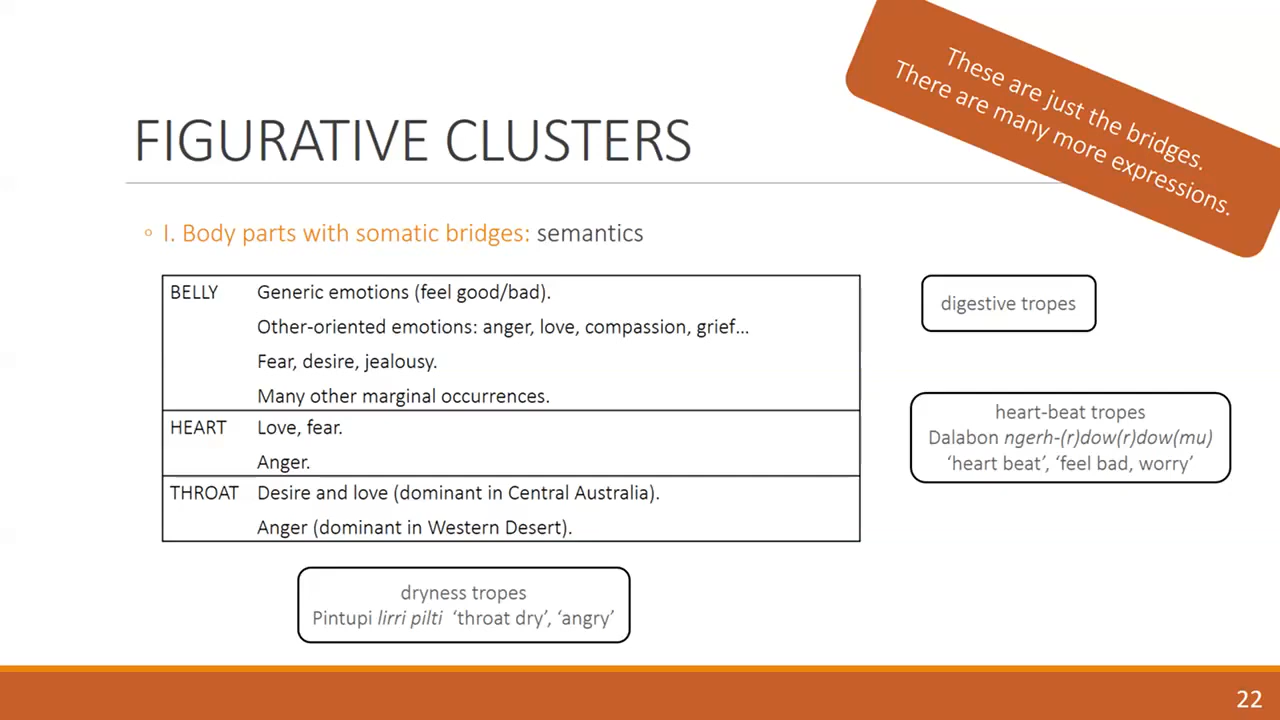 These are just the bridges.
There are many more expressions.
FIGURATIVE CLUSTERS
◦ I. Body parts with somatic bridges: semantics
BELLY Generic emotions (feel good/bad).
Other-oriented emotions: anger, love, compassion, grief…
Fear, desire, jealousy.
Many other marginal occurrences.
HEART Love, fear.
Anger.
THROAT Desire and love (dominant in Central Australia).
Anger (dominant in Western Desert).
digestive tropes
heart-beat tropes
Dalabon ngerh-(r)dow(r)dow(mu)
‘heart beat’, ‘feel bad, worry’
dryness tropes
Pintupi lirri pilti ‘throat dry’, ‘angry’
22